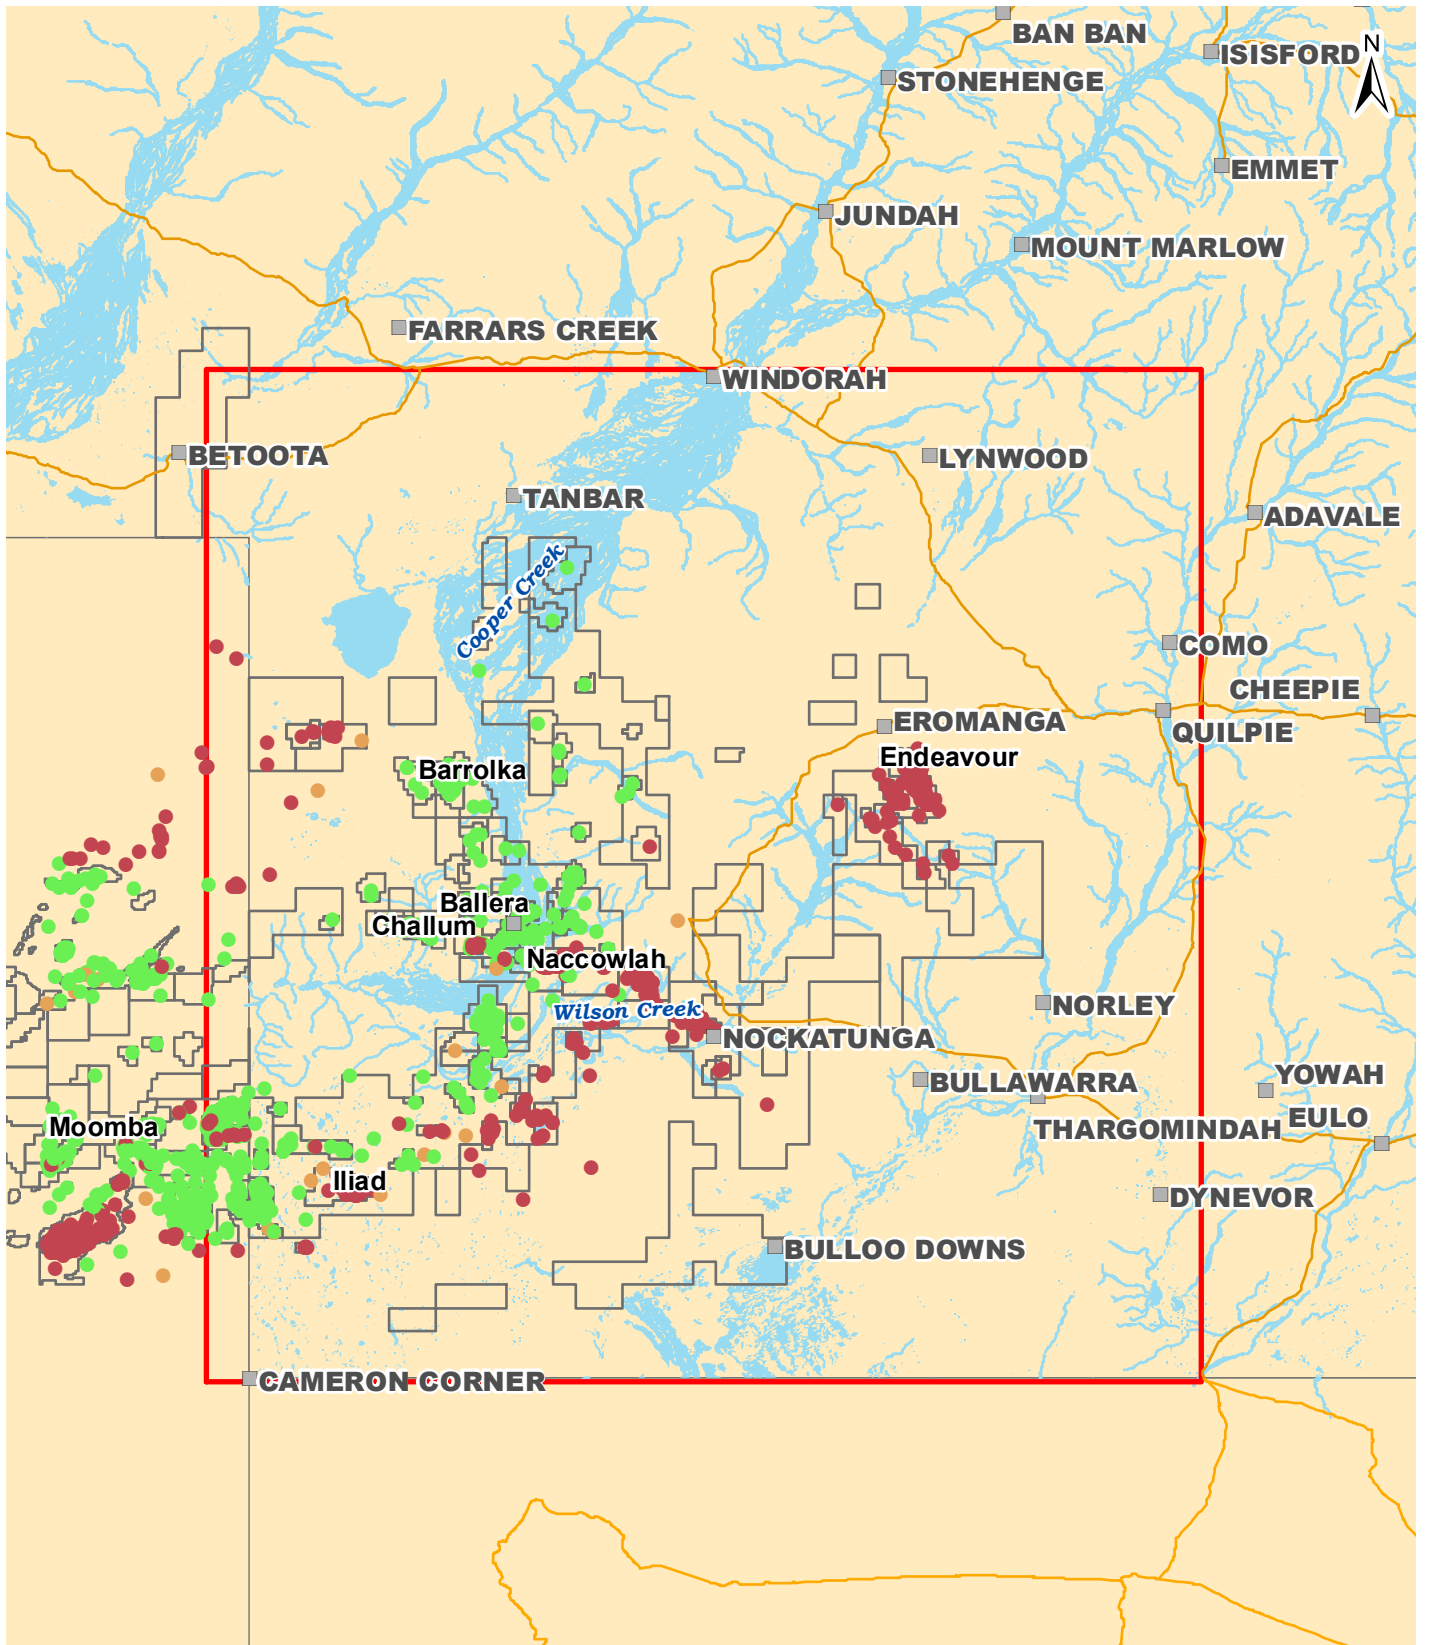 BAN BAN
N
ISISFORD
STONEHENGE
EMMET
JUNDAH
MOUNT MARLOW
FARRARS CREEK
WINDORAH
BETOOTA
LYNWOOD
TANBAR
ADAVALE
Cooper Creek
COMO
CHEEPIE
EROMANGA
QUILPIE
Endeavour
Barrolka
Ballera
Challum
Naccowlah
NORLEY
Wilson Creek
NOCKATUNGA
YOWAH
BULLAWARRA
EULO
Moomba
THARGOMINDAH
Iliad
DYNEVOR
BULLOO DOWNS
CAMERON CORNER